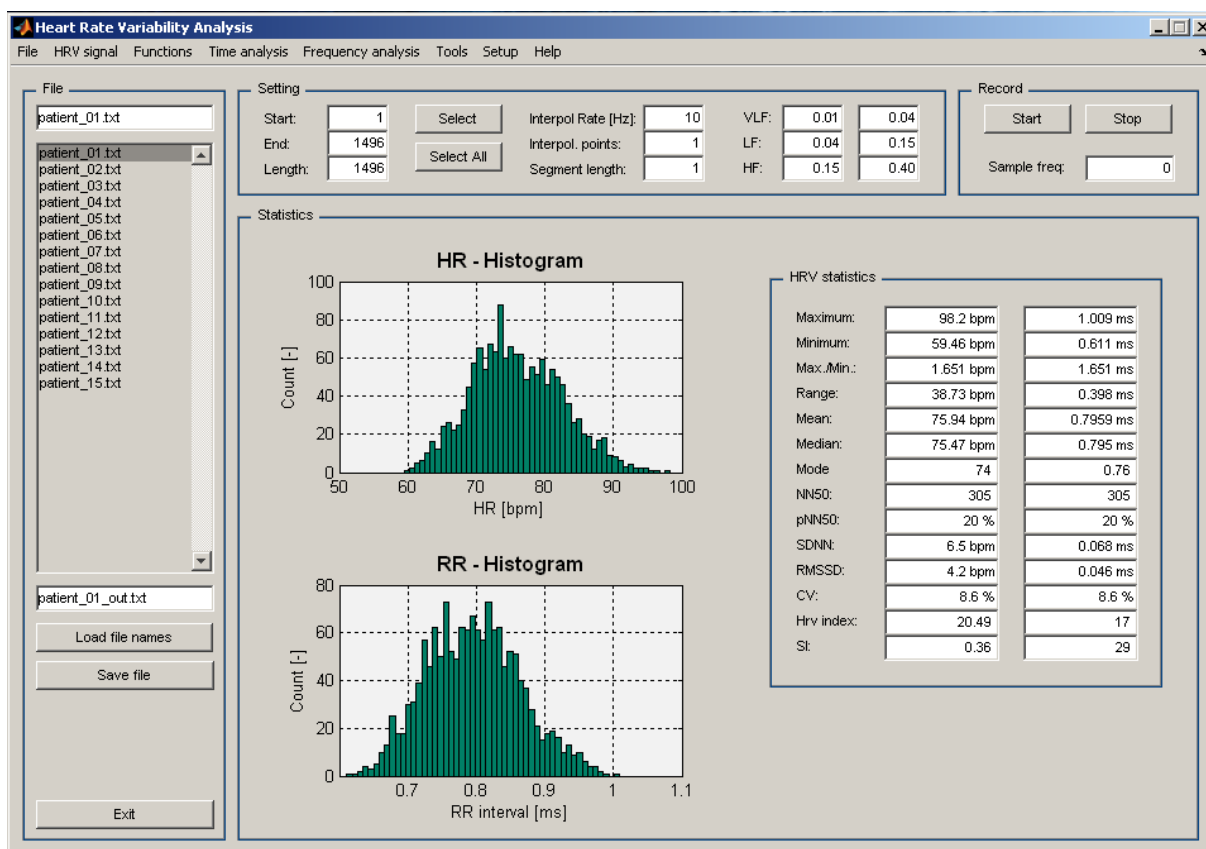 Heart Rate Variability Analysis
File HRV signal Functions Time analysis Frequency analysis Tools Setup Help
File
patient_01.txt
patient_01.txt
patient_02.txt
patient_03.txt
patient_04.txt
patient_05.txt
patient_06.txt
patient_07.txt
patient_08.txt
patient_09.txt
patient_10.txt
patient_11.txt
patient_12.txt
patient_13.txt
patient_14.txt
patient_15.txt
patient_01_out.txt
Load file names
Save file
Exit
Setting
Start: 1 Select Interpol Rate [Hz]: 10 VLF: 0.01 0.04
End: 1496 Select All Interpol. points: 1 LF: 0.04 0.15
Length: 1496 Segment length: 1 HF: 0.15 0.40
Record
Start Stop
Sample freq: 0
Statistics
HR - Histogram
100
80
60
40
20
0
Count [-]
50 60 70 80 90 100
HR [bpm]
RR - Histogram
80
60
40
20
0
Count [-]
0.7 0.8 0.9 1 1.1
RR interval [ms]
HRV statistics
Maximum: 98.2 bpm 1.009 ms
Minimum: 59.46 bpm 0.611 ms
Max./Min.: 1.651 bpm 1.651 ms
Range: 38.73 bpm 0.398 ms
Mean: 75.94 bpm 0.7959 ms
Median: 75.47 bpm 0.795 ms
Mode 74 0.76
NN50: 305 305
pNN50: 20 % 20 %
SDNN: 6.5 bpm 0.068 ms
RMSSD: 4.2 bpm 0.046 ms
CV: 8.6 % 8.6 %
Hrv index: 20.49 17
SI: 0.36 29